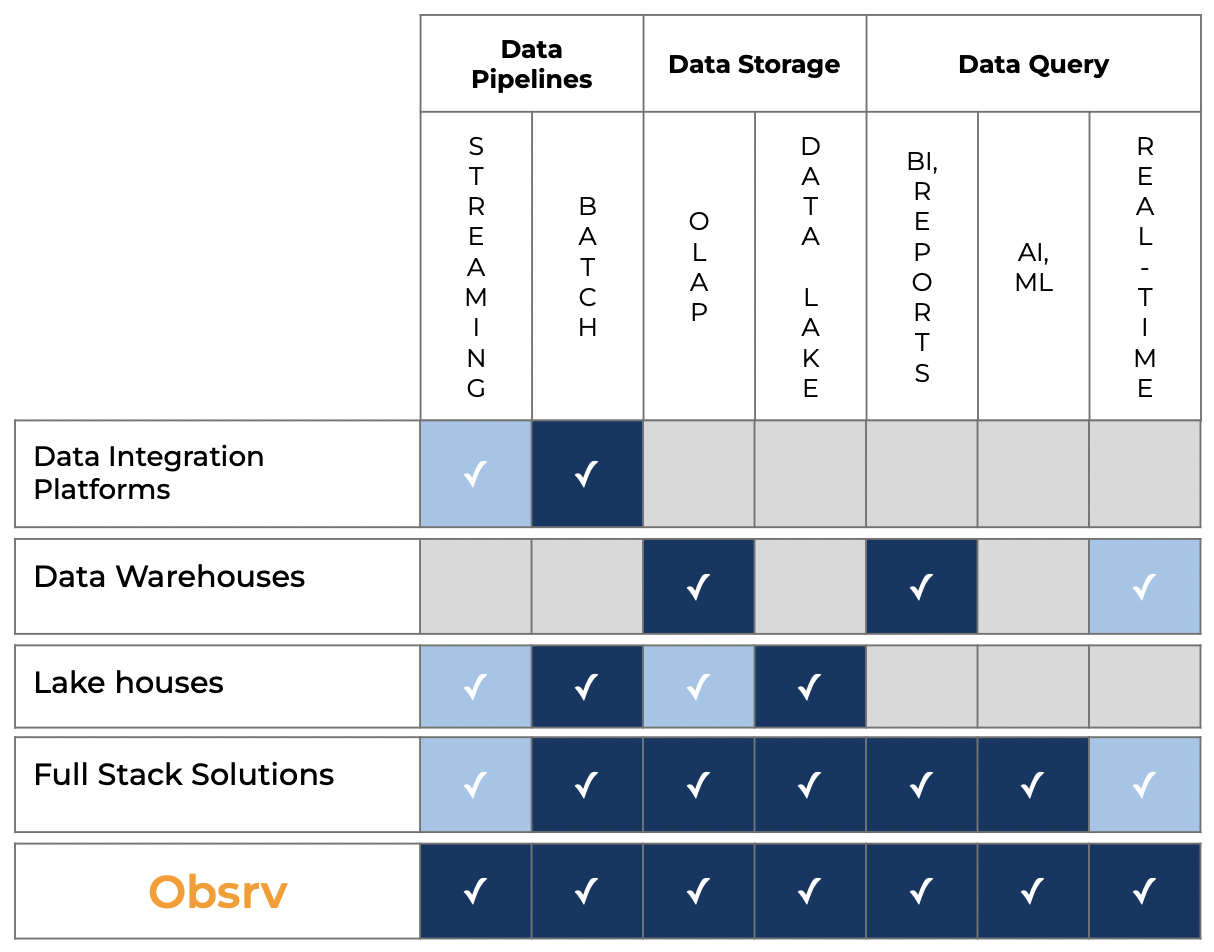 Data
Pipelines
Data Storage
Data Query
STREAMING
BATCH
OLAP
DATA LAKE
BI, REPORTS
AI,
ML
REAL-TIME
Data Integration
Platforms
✓ ✓
Data Warehouses
✓ ✓ ✓
Lake houses
✓ ✓ ✓ ✓
Full Stack Solutions
✓ ✓ ✓ ✓ ✓ ✓ ✓
Obsrv
✓ ✓ ✓ ✓ ✓ ✓ ✓